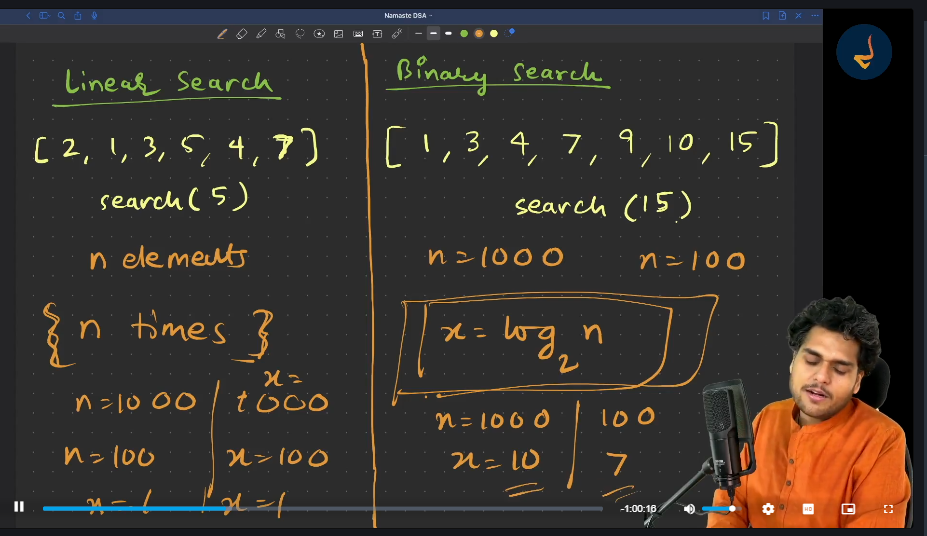 Namaste DSA
Linear Search
[2, 1, 3, 5, 4, 7]
search(5)
n elements
{n times}
x=
n=1000 | 1000
n=100 | x=100
n=1 | x=1
Binary Search
[1, 3, 4, 7, 9, 10, 15]
search (15)
n=1000 n=100
x = log₂ n
n=1000 | 100
x=10 | 7
-1:00:16
HD